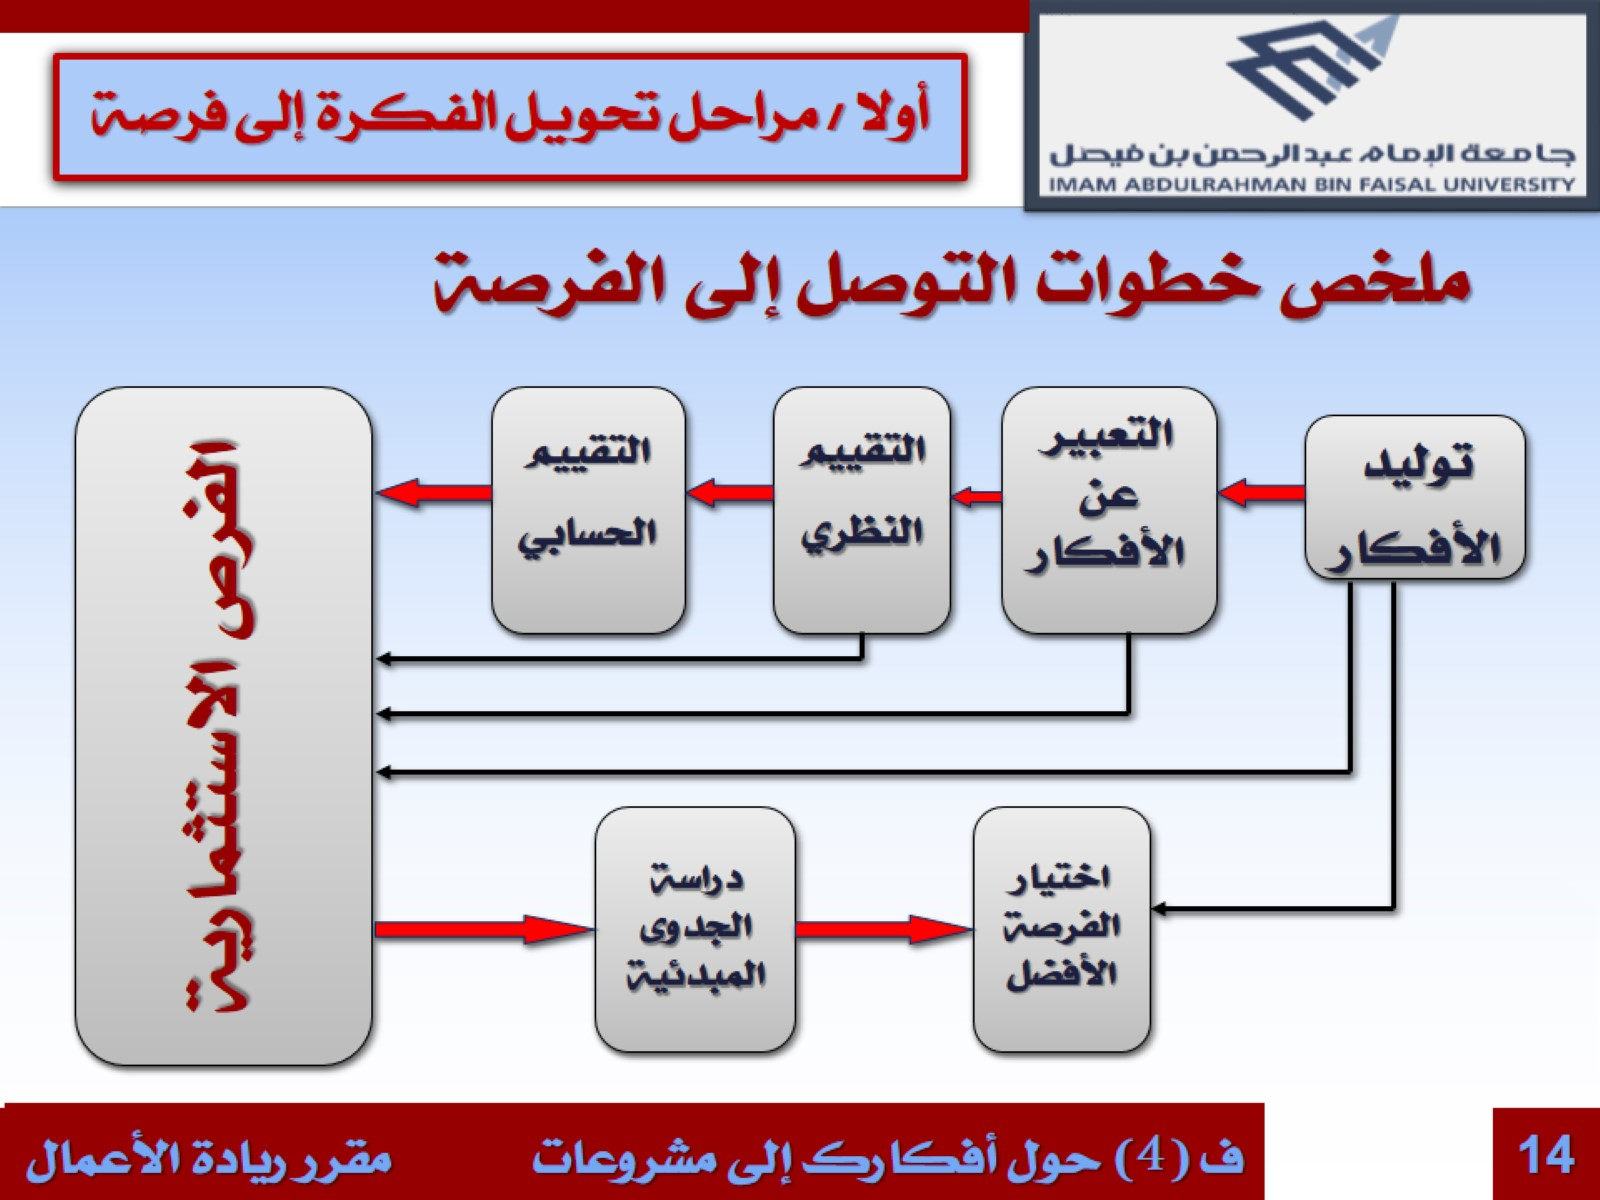 جامعة الإمام عبدالرحمن بن فيصل
IMAM ABDULRAHMAN BIN FAISAL UNIVERSITY
أولا / مراحل تحويل الفكرة إلى فرصة
ملخص خطوات التوصل إلى الفرصة
توليد
الأفكار
التعبير
عن
الأفكار
التقييم
النظري
التقييم
الحسابي
الفرص الاستثمارية
دراسة
الجدوى
المبدئية
اختيار
الفرصة
الأفضل
14
ف (4) حول أفكارك إلى مشروعات
مقرر ريادة الأعمال